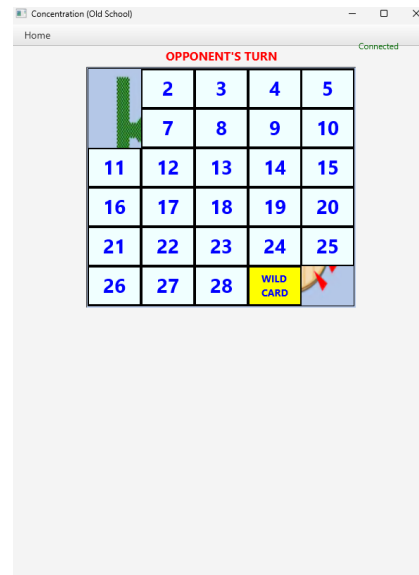 Concentration (Old School)
Home
Connected
OPPONENT'S TURN
2 3 4 5
7 8 9 10
11 12 13 14 15
16 17 18 19 20
21 22 23 24 25
26 27 28 WILD CARD